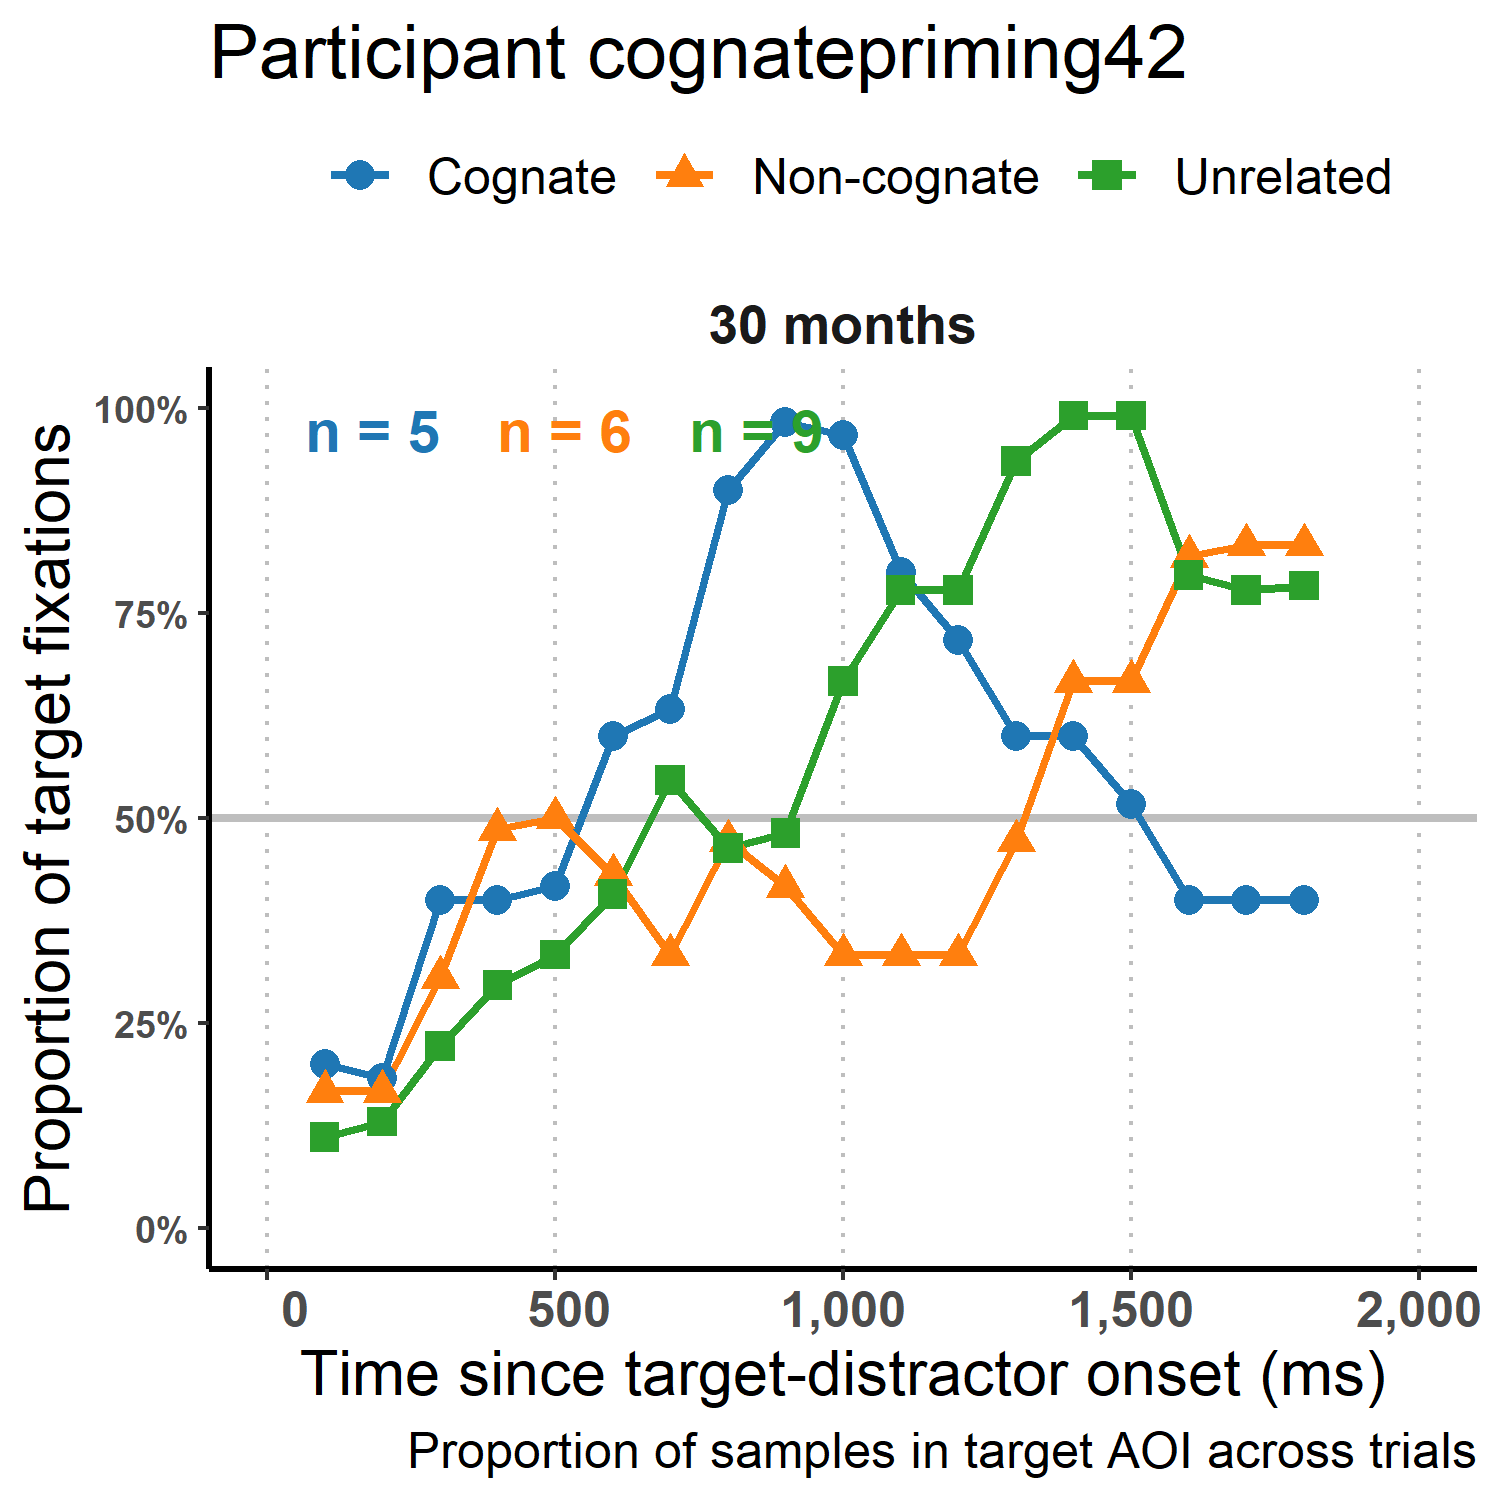 Participant cognatepriming42
Cognate Non-cognate Unrelated
30 months
n = 5 n = 6 n = 9
100%
75%
50%
25%
0%
Proportion of target fixations
0 500 1,000 1,500 2,000
Time since target-distractor onset (ms)
Proportion of samples in target AOI across trials